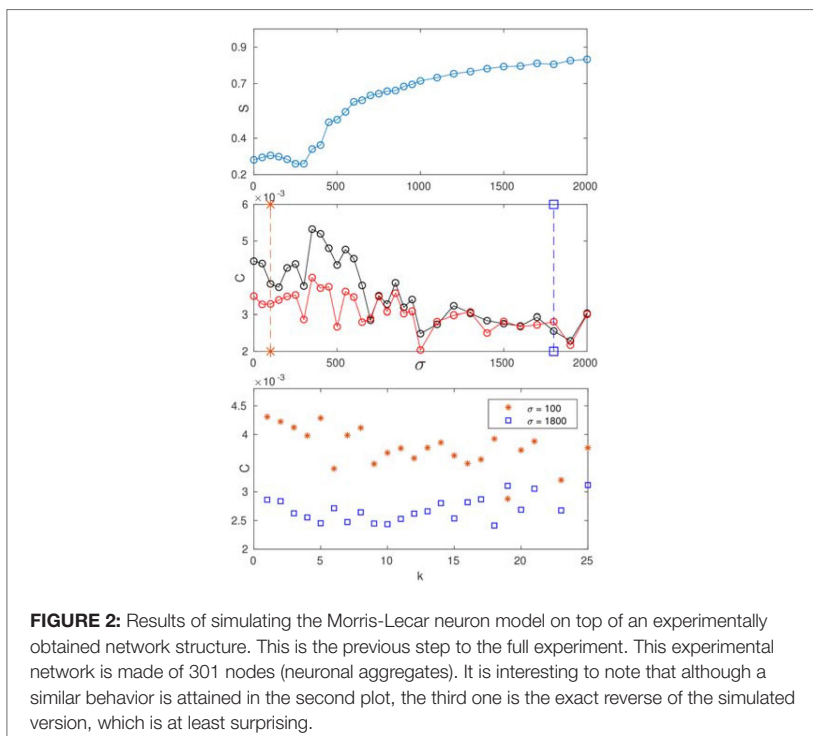 0.9
0.7
0.4
0.2
S
0 500 1000 1500 2000
×10⁻³
6
5
3
2
C
0 500 1000 1500 2000
σ
×10⁻³
4.5
4
3
2.5
2
C
σ = 100
σ = 1800
0 5 10 15 20 25
k
FIGURE 2: Results of simulating the Morris-Lecar neuron model on top of an experimentally
obtained network structure. This is the previous step to the full experiment. This experimental
network is made of 301 nodes (neuronal aggregates). It is interesting to note that although a
similar behavior is attained in the second plot, the third one is the exact reverse of the simulated
version, which is at least surprising.